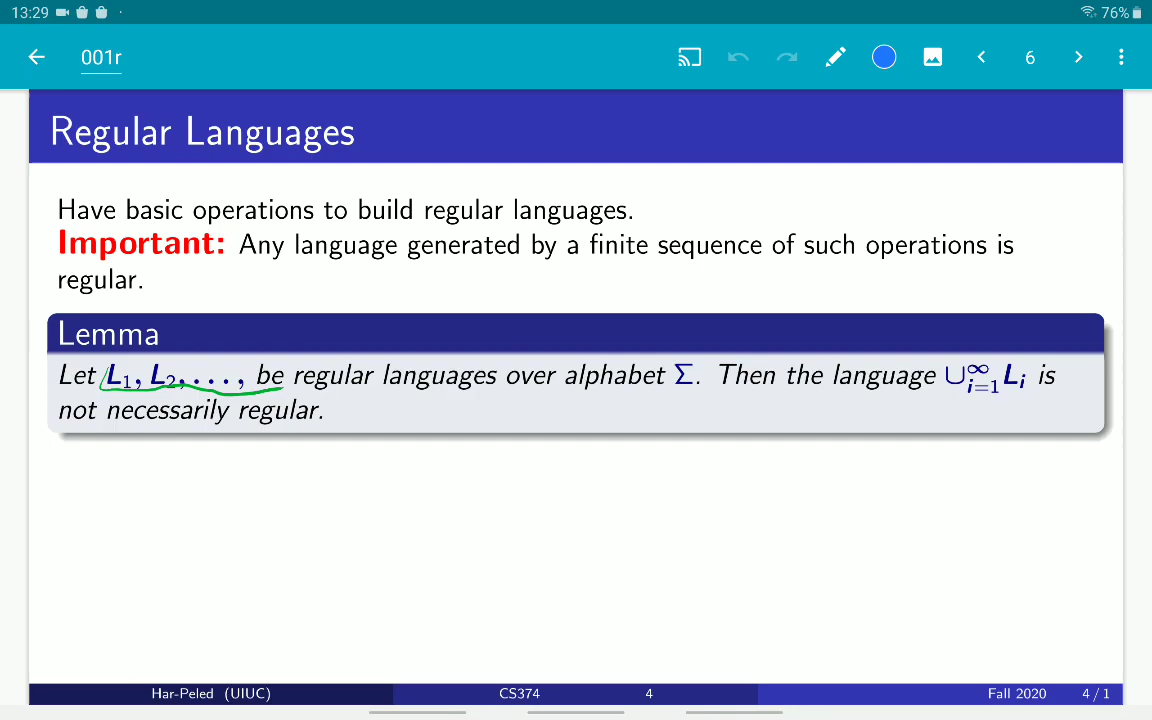 13:29 76%
001r 6
Regular Languages
Have basic operations to build regular languages.
Important: Any language generated by a finite sequence of such operations is
regular.
Lemma
Let L₁, L₂, . . . , be regular languages over alphabet Σ. Then the language ∪_{i=1}^{∞} L_i is
not necessarily regular.
Har-Peled (UIUC) CS374 4 Fall 2020 4 / 1